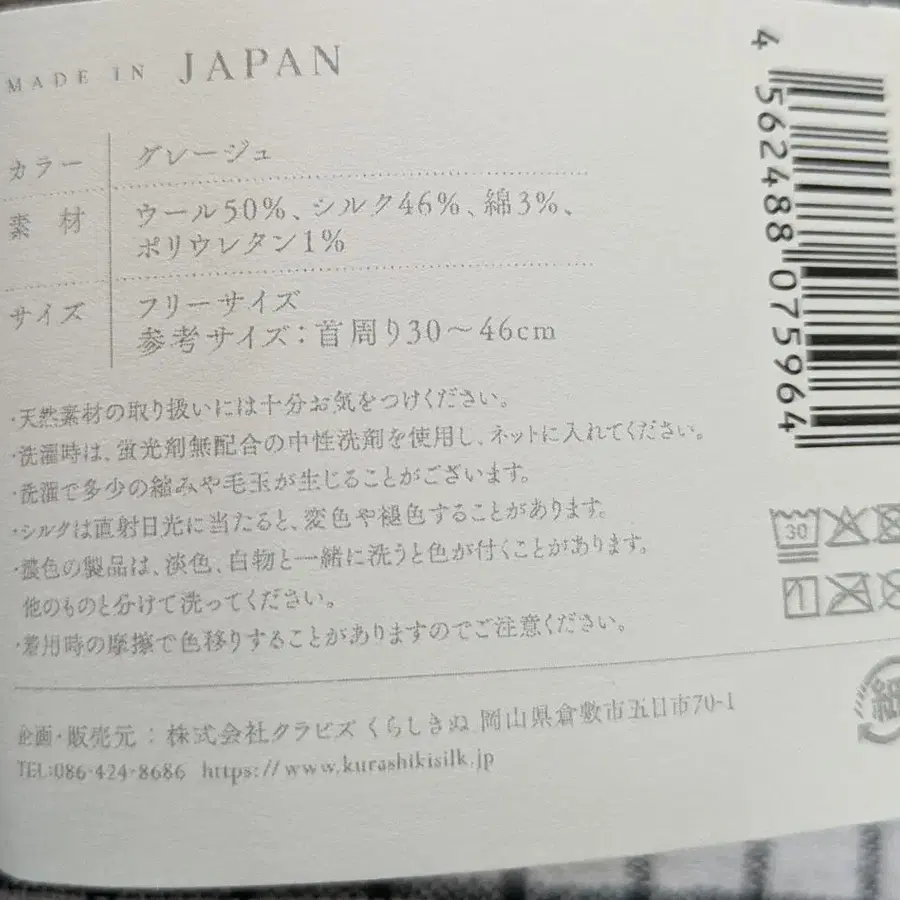 MADE IN JAPAN
カラー グレージュ
素材 ウール50%、シルク46%、綿3%、
ポリウレタン1%
サイズ フリーサイズ
参考サイズ：首周り30〜46cm
・天然素材の取り扱いには十分お気をつけください。
・洗濯時は、蛍光剤無配合の中性洗剤を使用し、ネットに入れてください。
・洗濯で多少の縮みや毛玉が生じることがございます。
・シルクは直射日光に当たると、変色や褪色することがあります。
・濃色の製品は、淡色、白物と一緒に洗うと色が付くことがあります。
他のものと分けて洗ってください。
・着用時の摩擦で色移りすることがありますのでご注意ください。
企画・販売元：株式会社クラビズ くらしきぬ 岡山県倉敷市五日市70-1
TEL:086-424-8686 https://www.kurashikisilk.jp
4 562488 075964
30
紙